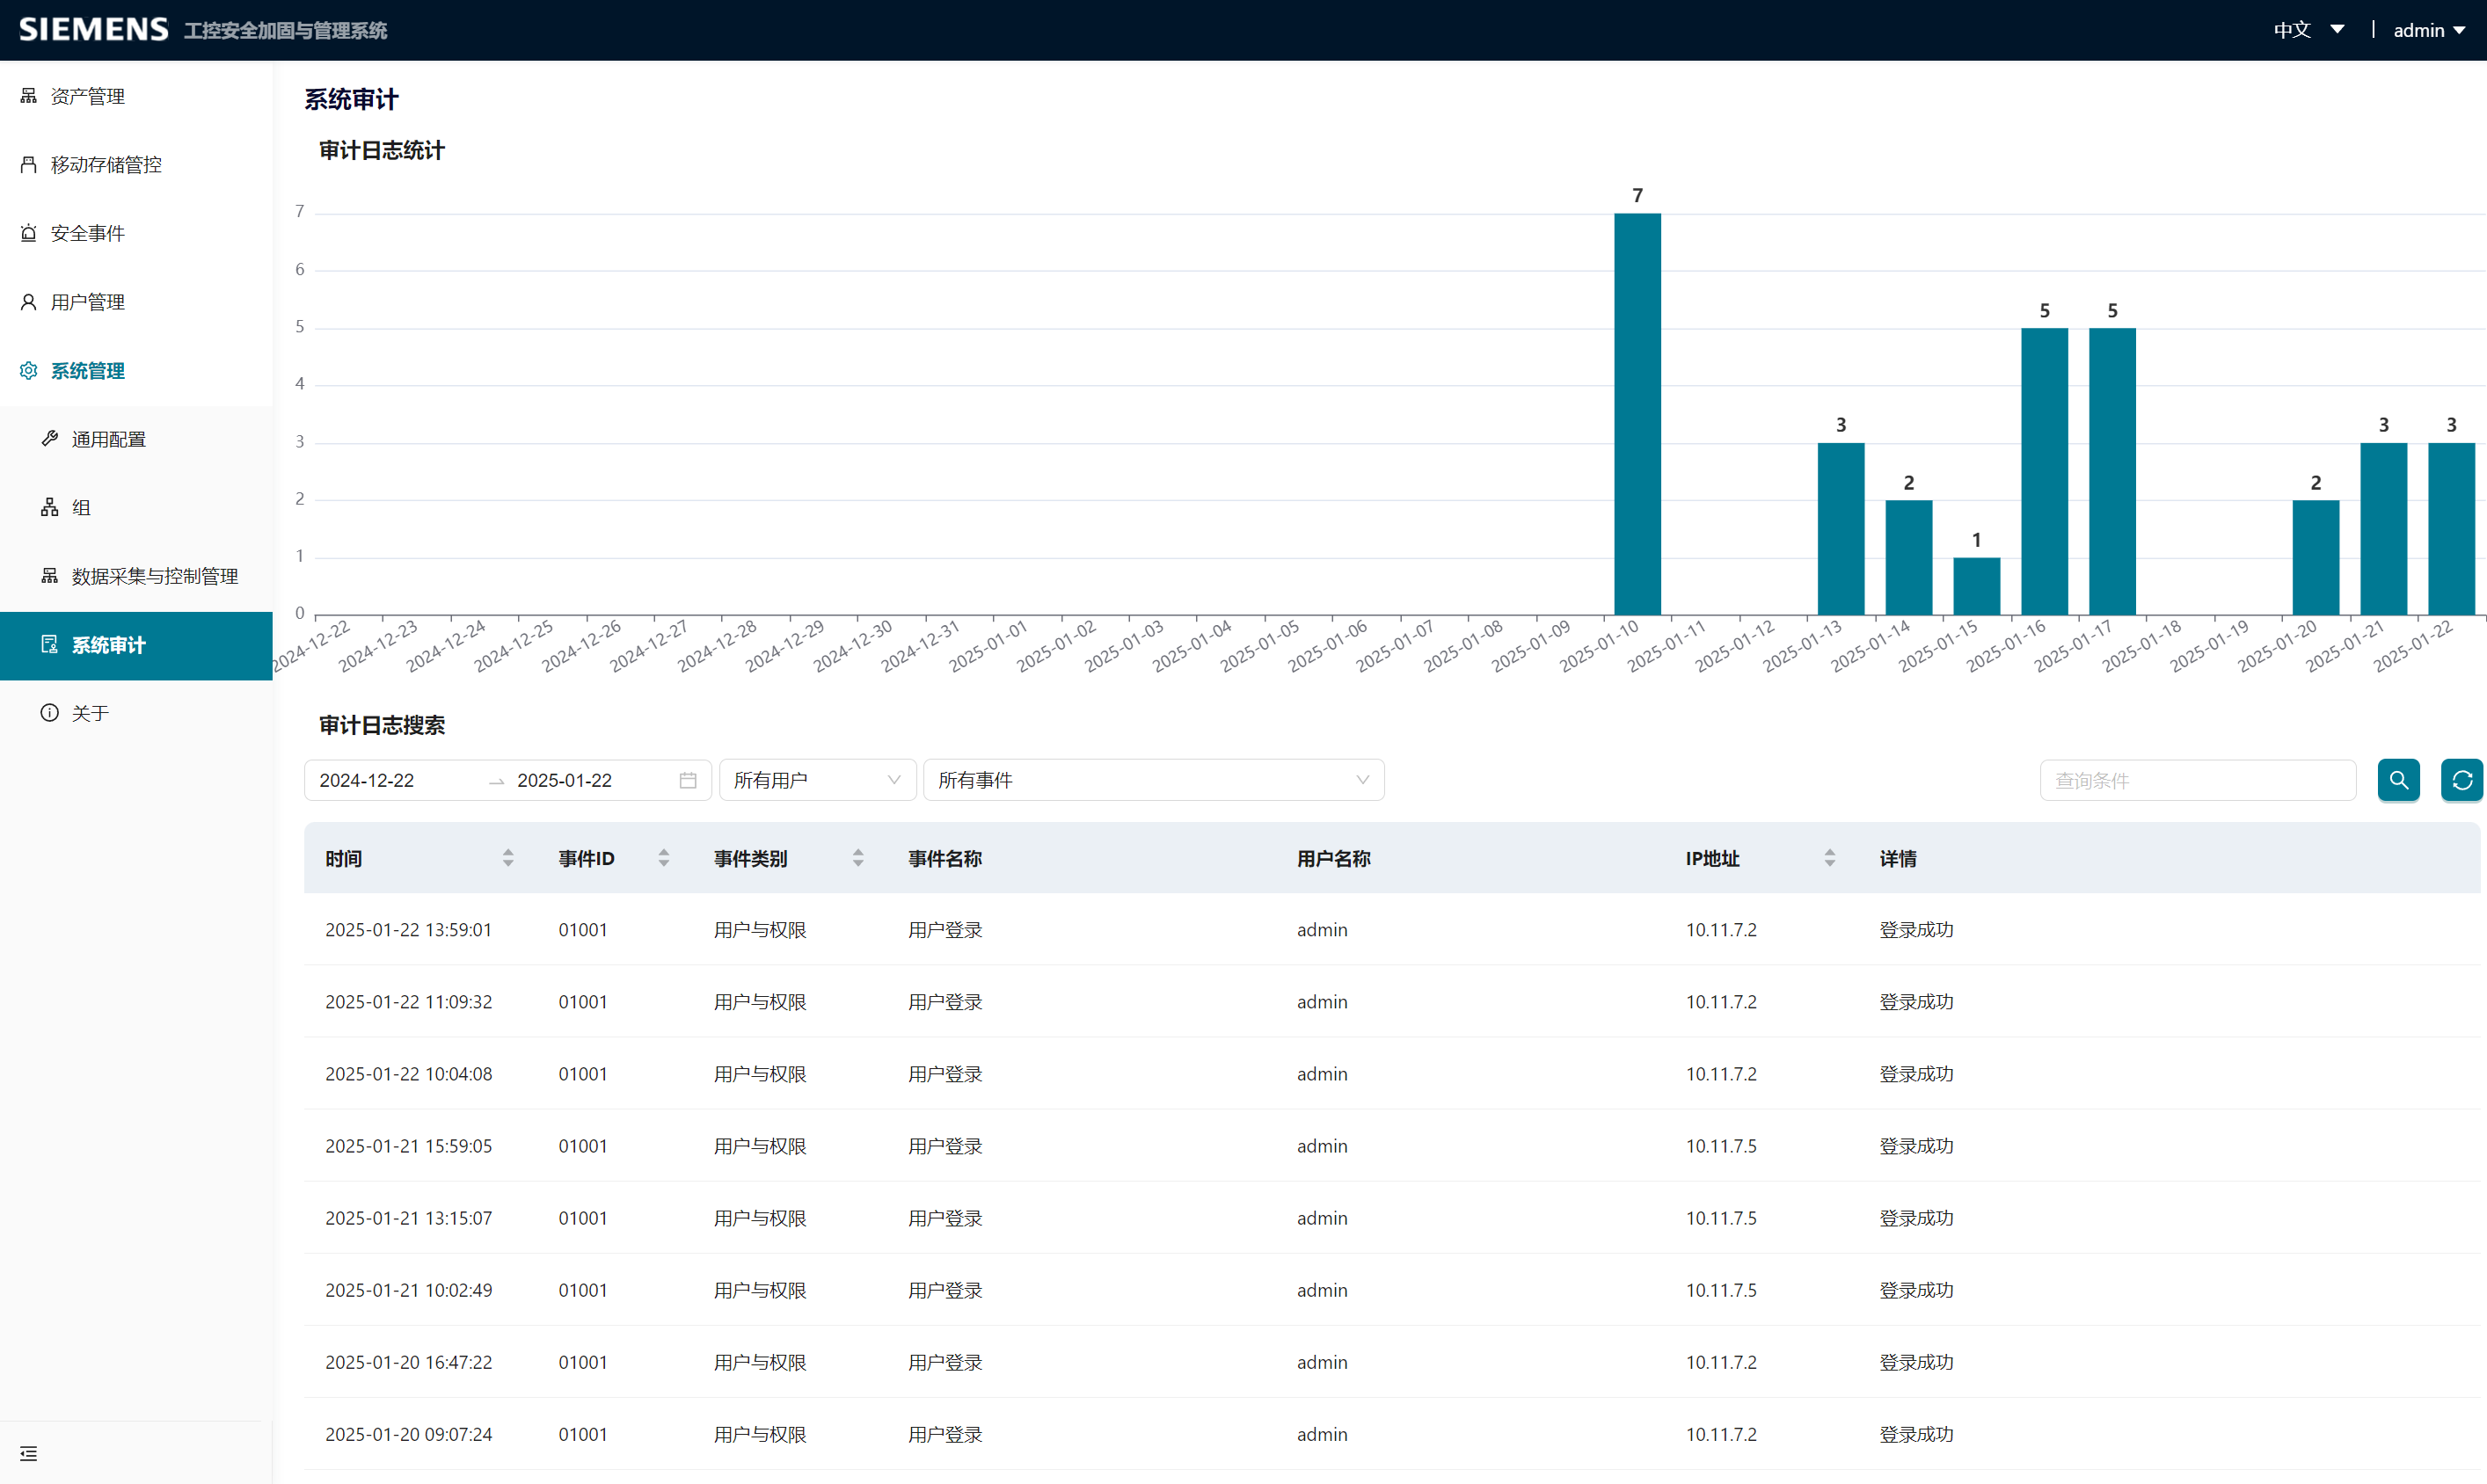 SIEMENS 工控安全加固与管理系统
中文 | admin
资产管理
移动存储管控
安全事件
用户管理
系统管理
通用配置
组
数据采集与控制管理
系统审计
关于
系统审计
审计日志统计
7
6
5
4
3
2
1
0
7
3
2
1
5
5
2
3
3
2024-12-22
2024-12-23
2024-12-24
2024-12-25
2024-12-26
2024-12-27
2024-12-28
2024-12-29
2024-12-30
2024-12-31
2025-01-01
2025-01-02
2025-01-03
2025-01-04
2025-01-05
2025-01-06
2025-01-07
2025-01-08
2025-01-09
2025-01-10
2025-01-11
2025-01-12
2025-01-13
2025-01-14
2025-01-15
2025-01-16
2025-01-17
2025-01-18
2025-01-19
2025-01-20
2025-01-21
2025-01-22
审计日志搜索
2024-12-22 → 2025-01-22 所有用户 所有事件 查询条件
时间 事件ID 事件类别 事件名称 用户名称 IP地址 详情
2025-01-22 13:59:01 01001 用户与权限 用户登录 admin 10.11.7.2 登录成功
2025-01-22 11:09:32 01001 用户与权限 用户登录 admin 10.11.7.2 登录成功
2025-01-22 10:04:08 01001 用户与权限 用户登录 admin 10.11.7.2 登录成功
2025-01-21 15:59:05 01001 用户与权限 用户登录 admin 10.11.7.5 登录成功
2025-01-21 13:15:07 01001 用户与权限 用户登录 admin 10.11.7.5 登录成功
2025-01-21 10:02:49 01001 用户与权限 用户登录 admin 10.11.7.5 登录成功
2025-01-20 16:47:22 01001 用户与权限 用户登录 admin 10.11.7.2 登录成功
2025-01-20 09:07:24 01001 用户与权限 用户登录 admin 10.11.7.2 登录成功